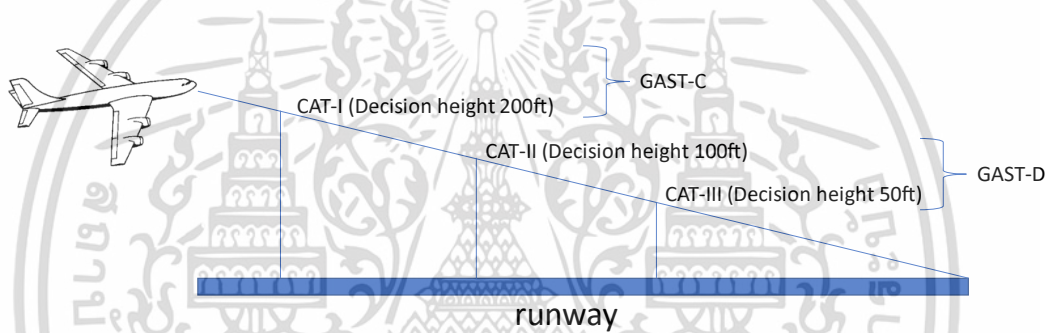 GAST-C
CAT-I (Decision height 200ft)
CAT-II (Decision height 100ft)
GAST-D
CAT-III (Decision height 50ft)
runway